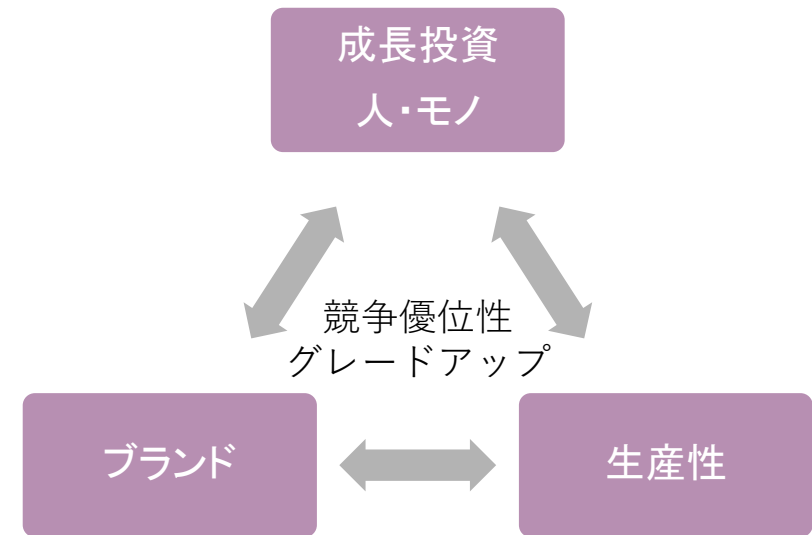 成長投資
人・モノ
競争優位性
グレードアップ
ブランド
生産性